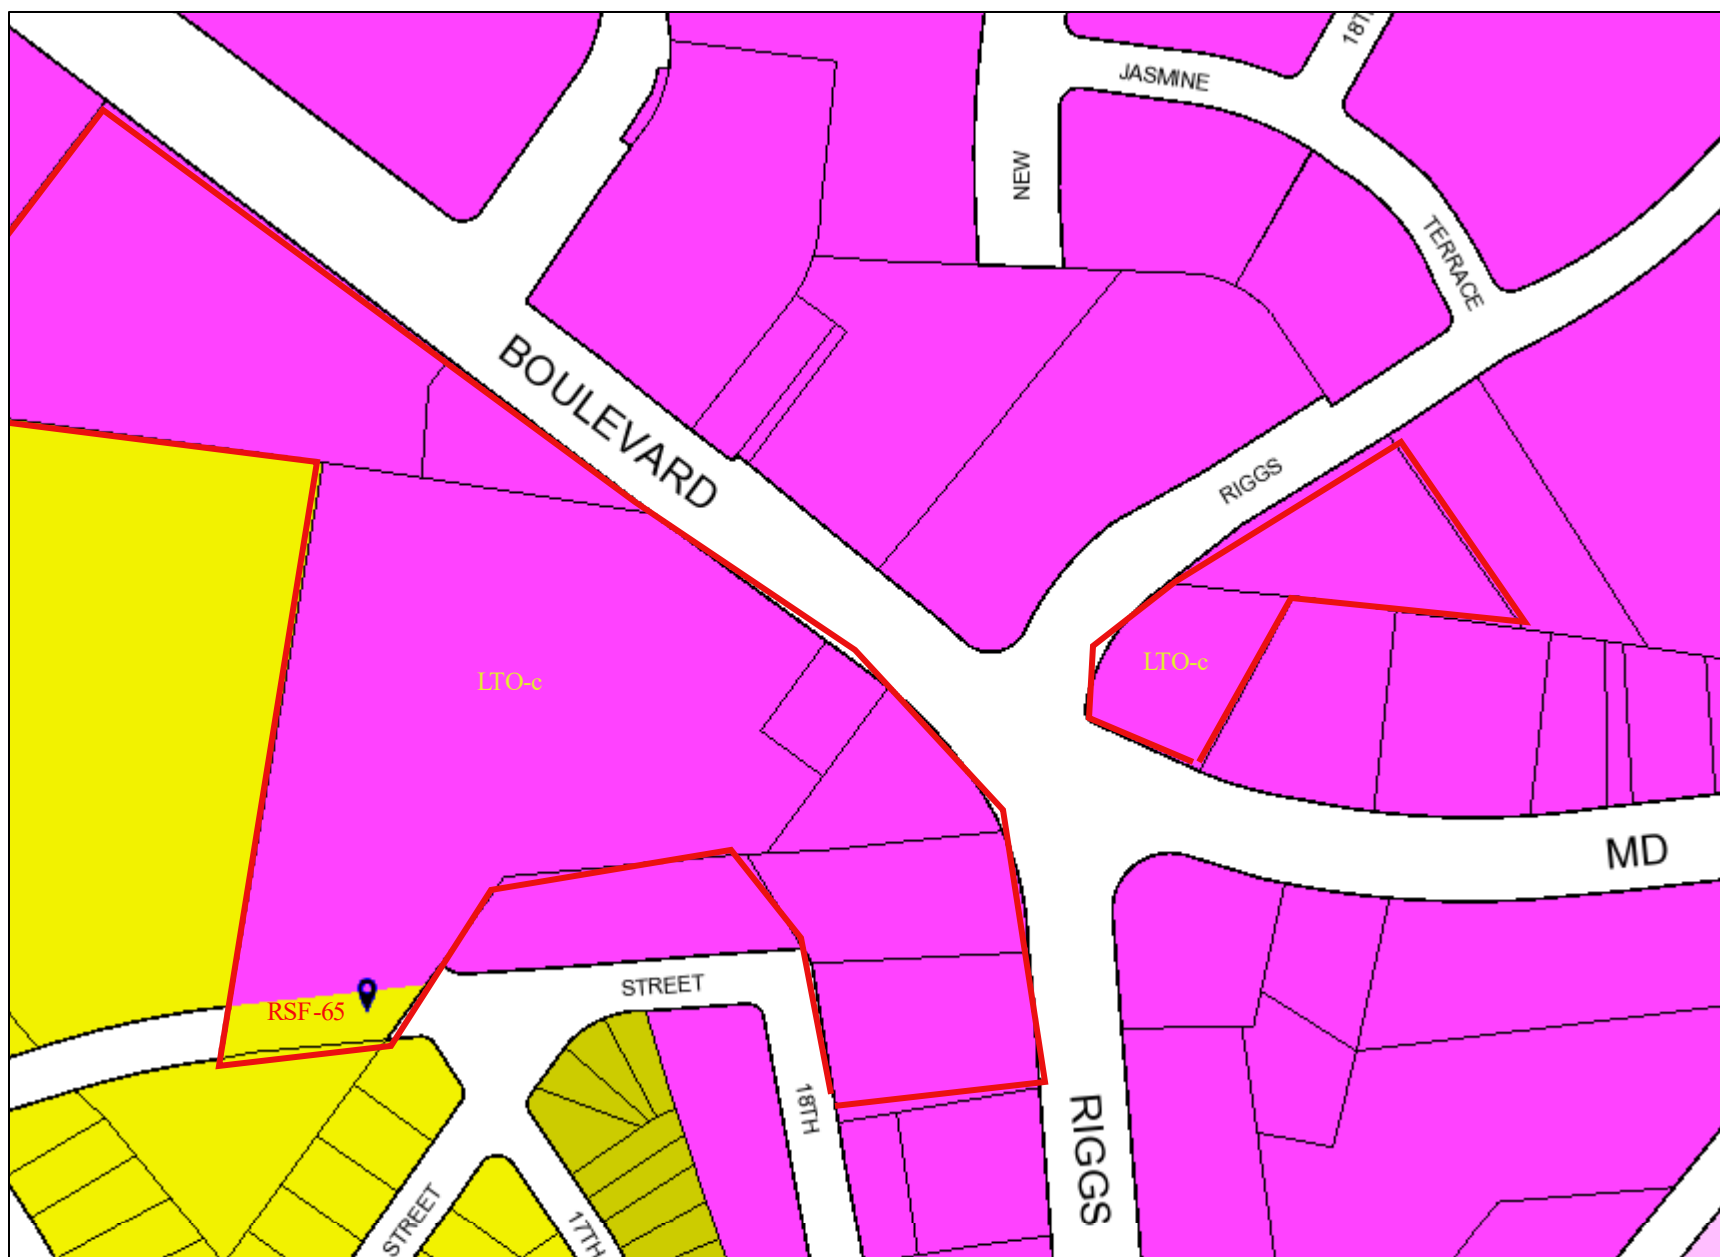 18T
JASMINE
NEW
TERRACE
BOULEVARD
RIGGS
LTO-c
LTO-c
MD
STREET
RSF-65
18TH
RIGGS
STREET
17TH